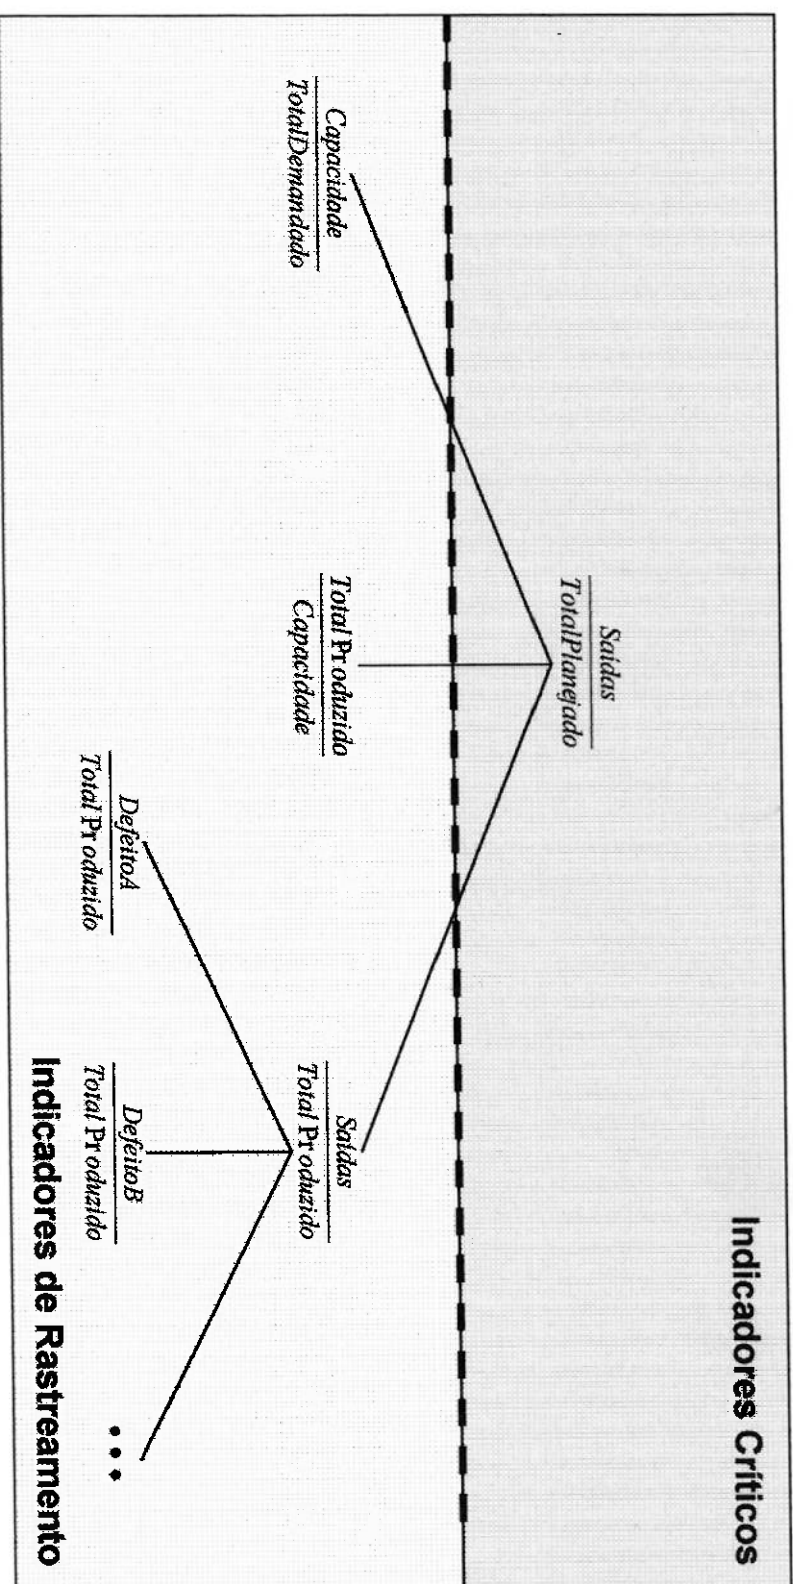 Indicadores Críticos
Saídas
TotalPlanejado
Capacidade
TotalDemandado
Total Produzido
Capacidade
Saídas
Total Produzido
DefeitoA
Total Produzido
DefeitoB
Total Produzido
•••
Indicadores de Rastreamento